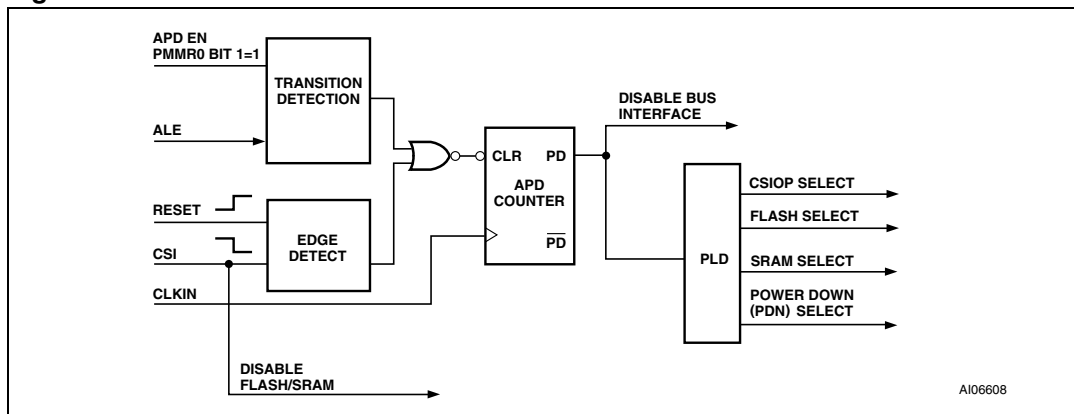 APD EN
PMMR0 BIT 1=1
TRANSITION
DETECTION
ALE
RESET
CSI
EDGE
DETECT
CLKIN
DISABLE
FLASH/SRAM
CLR
PD
APD
COUNTER
PD
DISABLE BUS
INTERFACE
PLD
CSIOP SELECT
FLASH SELECT
SRAM SELECT
POWER DOWN
(PDN) SELECT
AI06608